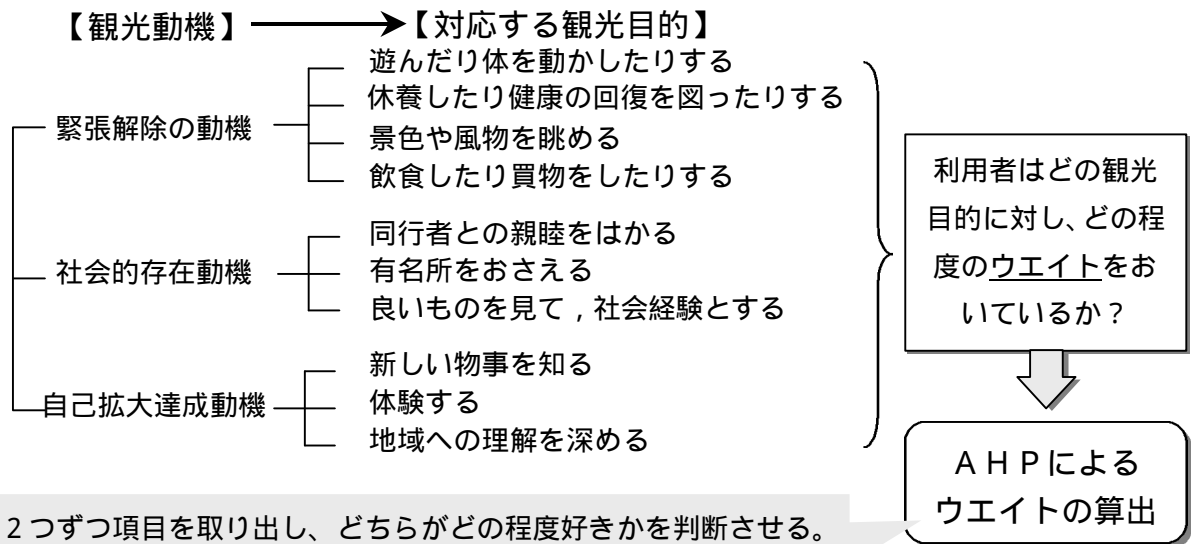 【観光動機】
【対応する観光目的】
緊張解除の動機
遊んだり体を動かしたりする
休養したり健康の回復を図ったりする
景色や風物を眺める
飲食したり買物をしたりする
社会的存在動機
同行者との親睦をはかる
有名所をおさえる
良いものを見て，社会経験とする
自己拡大達成動機
新しい物事を知る
体験する
地域への理解を深める
利用者はどの観光
目的に対し、どの程
度のウエイトをお
いているか？
ＡＨＰによる
ウエイトの算出
２つずつ項目を取り出し、どちらがどの程度好きかを判断させる。